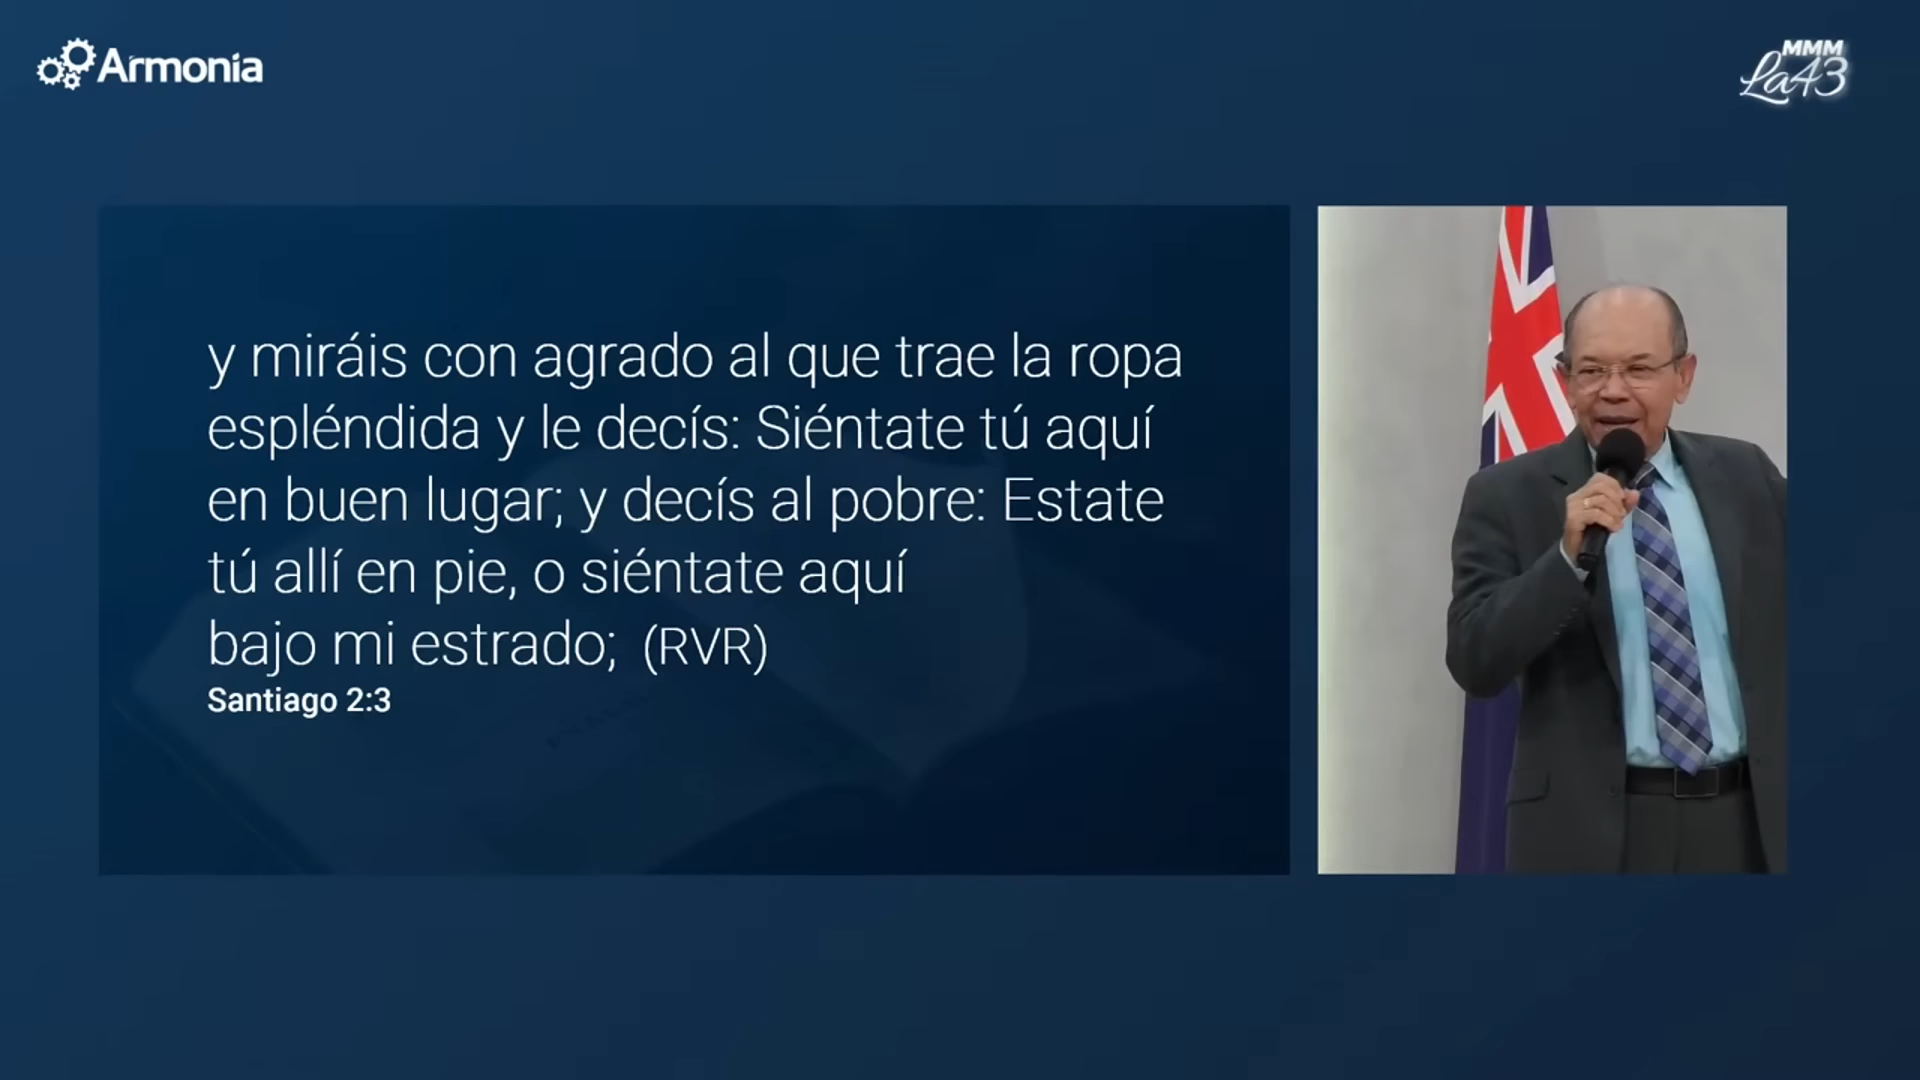 Armonía
MMM
La43
y miráis con agrado al que trae la ropa
espléndida y le decís: Siéntate tú aquí
en buen lugar; y decís al pobre: Estate
tú allí en pie, o siéntate aquí
bajo mi estrado; (RVR)
Santiago 2:3